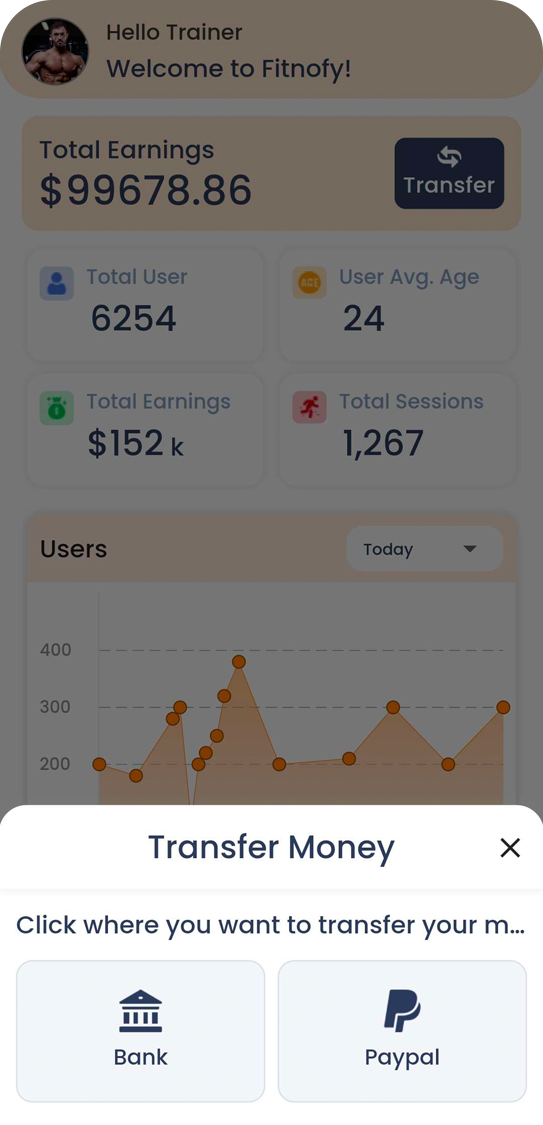 Hello Trainer
Welcome to Fitnofy!
Total Earnings
$99678.86
Transfer
Total User
6254
AGE
User Avg. Age
24
Total Earnings
$152 k
Total Sessions
1,267
Users
Today
400
300
200
Transfer Money
Click where you want to transfer your m...
Bank
Paypal